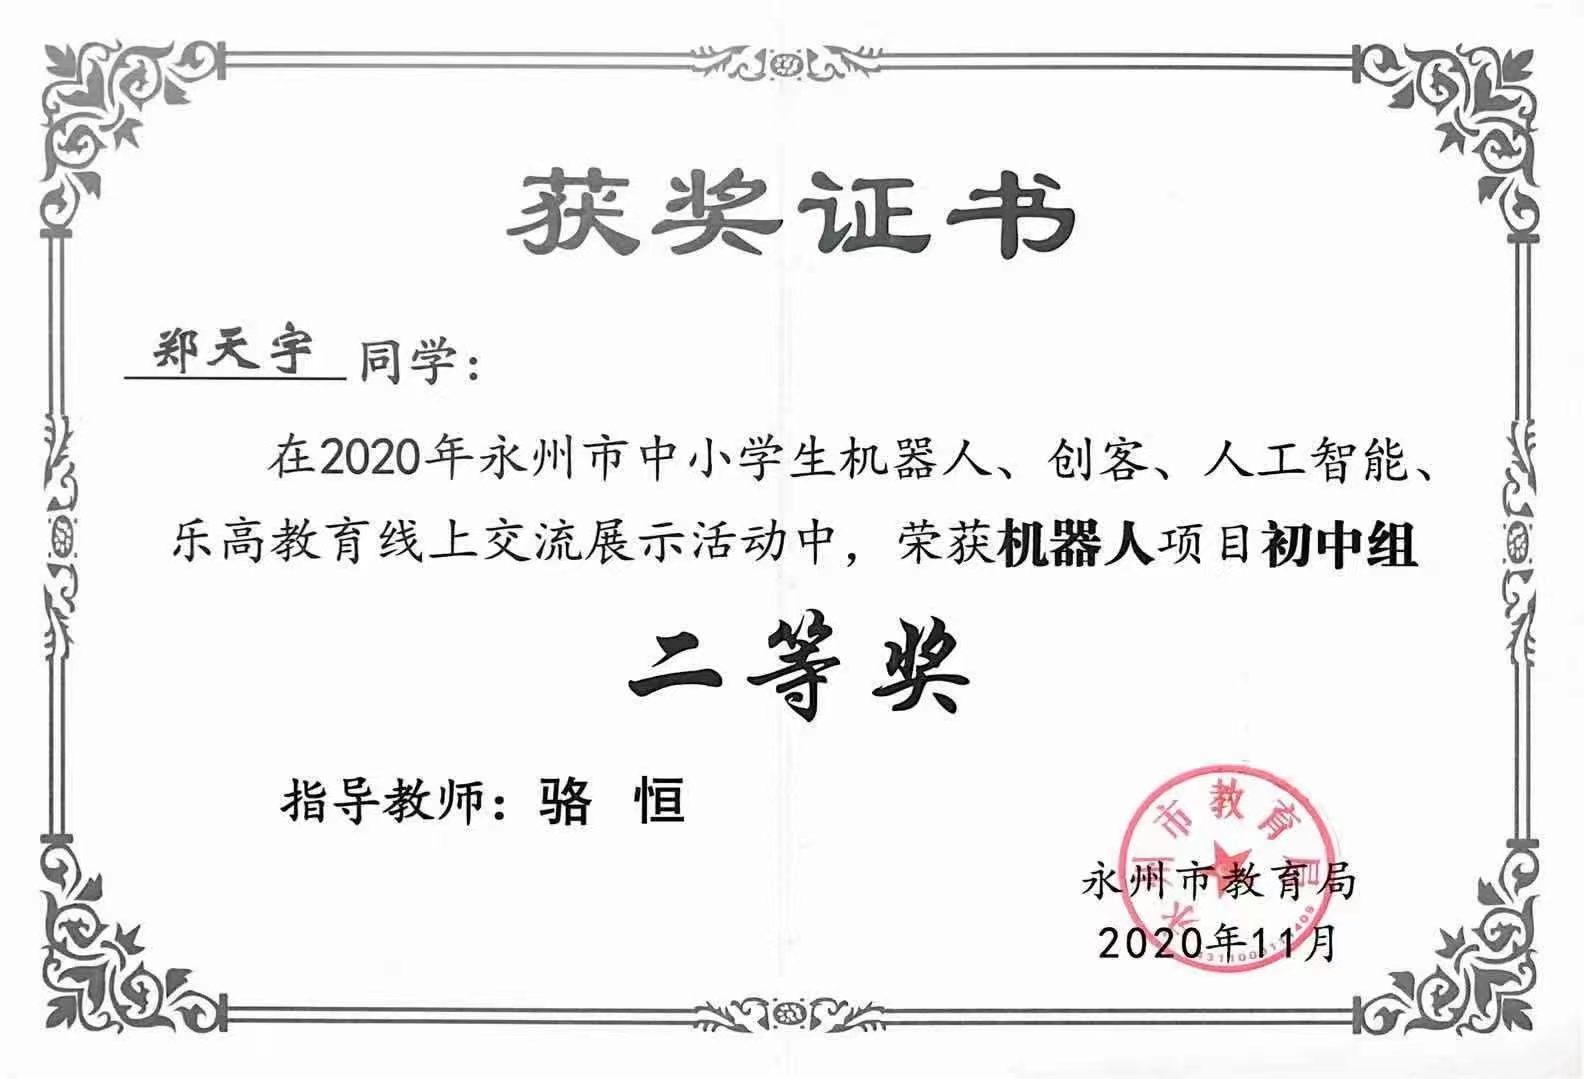 获奖证书
郑天宇 同学：
在2020年永州市中小学生机器人、创客、人工智能、
乐高教育线上交流展示活动中，荣获机器人项目初中组
二等奖
指导教师：骆 恒
永州市教育局
永州市教育局
2020年11月